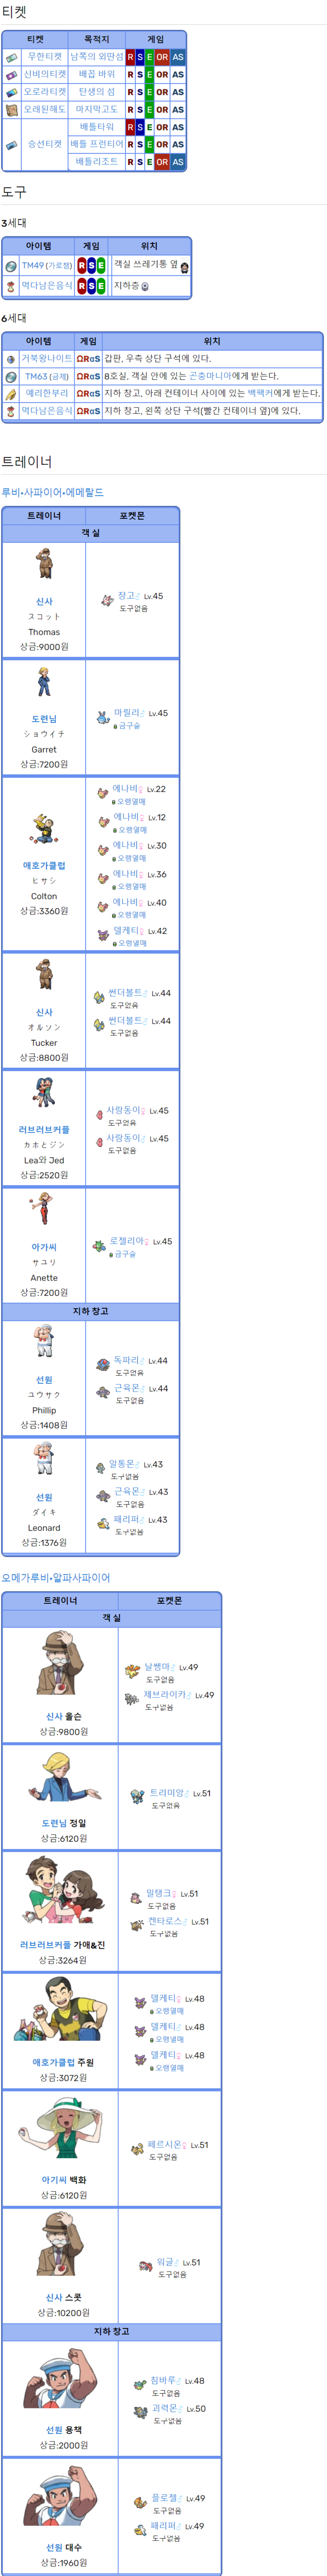 티켓
티켓 목적지 게임
무한티켓 남쪽의 외딴섬 R S E OR AS
신비의티켓 배꼽 바위 R S E OR AS
오로라티켓 탄생의 섬 R S E OR AS
오래된해도 마지막고도 R S E OR AS
승선티켓 배틀타워 R S E OR AS
배틀 프런티어 R S E OR AS
배틀리조트 R S E OR AS
도구
3세대
아이템 게임 위치
TM49 (가로챔) R S E 객실 쓰레기통 옆
먹다남은음식 R S E 지하층
6세대
아이템 게임 위치
거북왕나이트 ΩRαS 갑판, 우측 상단 구석에 있다.
TM63 (금제) ΩRαS 8호실, 객실 안에 있는 곤충마니아에게 받는다.
예리한부리 ΩRαS 지하 창고, 아래 컨테이너 사이에 있는 백팩커에게 받는다.
먹다남은음식 ΩRαS 지하 창고, 왼쪽 상단 구석(빨간 컨테이너 옆)에 있다.
트레이너
루비•사파이어•에메랄드
트레이너 포켓몬
객실
신사
スコット
Thomas
상금:9000원
쟝고♂ Lv.45
도구없음
도련님
ショウイチ
Garret
상금:7200원
마릴리♂ Lv.45
금구슬
애호가클럽
ヒサシ
Colton
상금:3360원
에나비♀ Lv.22
오랭열매
에나비♀ Lv.12
오랭열매
에나비♀ Lv.30
오랭열매
에나비♀ Lv.36
오랭열매
에나비♀ Lv.40
오랭열매
델케티♀ Lv.42
오랭열매
신사
オルソン
Tucker
상금:8800원
썬더볼트♂ Lv.44
도구없음
썬더볼트♂ Lv.44
도구없음
러브러브커플
カホとジン
Lea와 Jed
상금:2520원
사랑동이♀ Lv.45
도구없음
사랑동이♂ Lv.45
도구없음
아가씨
サユリ
Anette
상금:7200원
로젤리아♀ Lv.45
금구슬
지하 창고
선원
ユウサク
Phillip
상금:1408원
독파리♂ Lv.44
도구없음
근육몬♂ Lv.44
도구없음
선원
ダイキ
Leonard
상금:1376원
알통몬♂ Lv.43
도구없음
근육몬♂ Lv.43
도구없음
패리퍼♂ Lv.43
도구없음
오메가루비•알파사파이어
트레이너 포켓몬
객실
신사 올슨
상금:9800원
날쌩마♂ Lv.49
도구없음
제브라이카♂ Lv.49
도구없음
도련님 정일
상금:6120원
트리미앙♂ Lv.51
도구없음
러브러브커플 가애&진
상금:3264원
밀탱크♀ Lv.51
도구없음
켄타로스♂ Lv.51
도구없음
애호가클럽 주원
상금:3072원
델케티♀ Lv.48
오랭열매
델케티♂ Lv.48
오랭열매
델케티♀ Lv.48
오랭열매
아가씨 백화
상금:6120원
페르시온♀ Lv.51
도구없음
신사 스콧
상금:10200원
워글♂ Lv.51
도구없음
지하 창고
선원 용책
상금:2000원
침바루♂ Lv.48
도구없음
괴력몬♂ Lv.50
도구없음
선원 대수
상금:1960원
플로젤♂ Lv.49
도구없음
패리퍼♂ Lv.49
도구없음